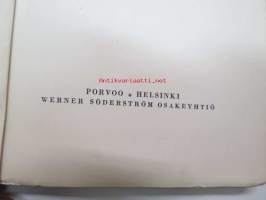 antikvariaatti.net
PORVOO * HELSINKI
WERNER SÖDERSTRÖM OSAKEYHTIÖ